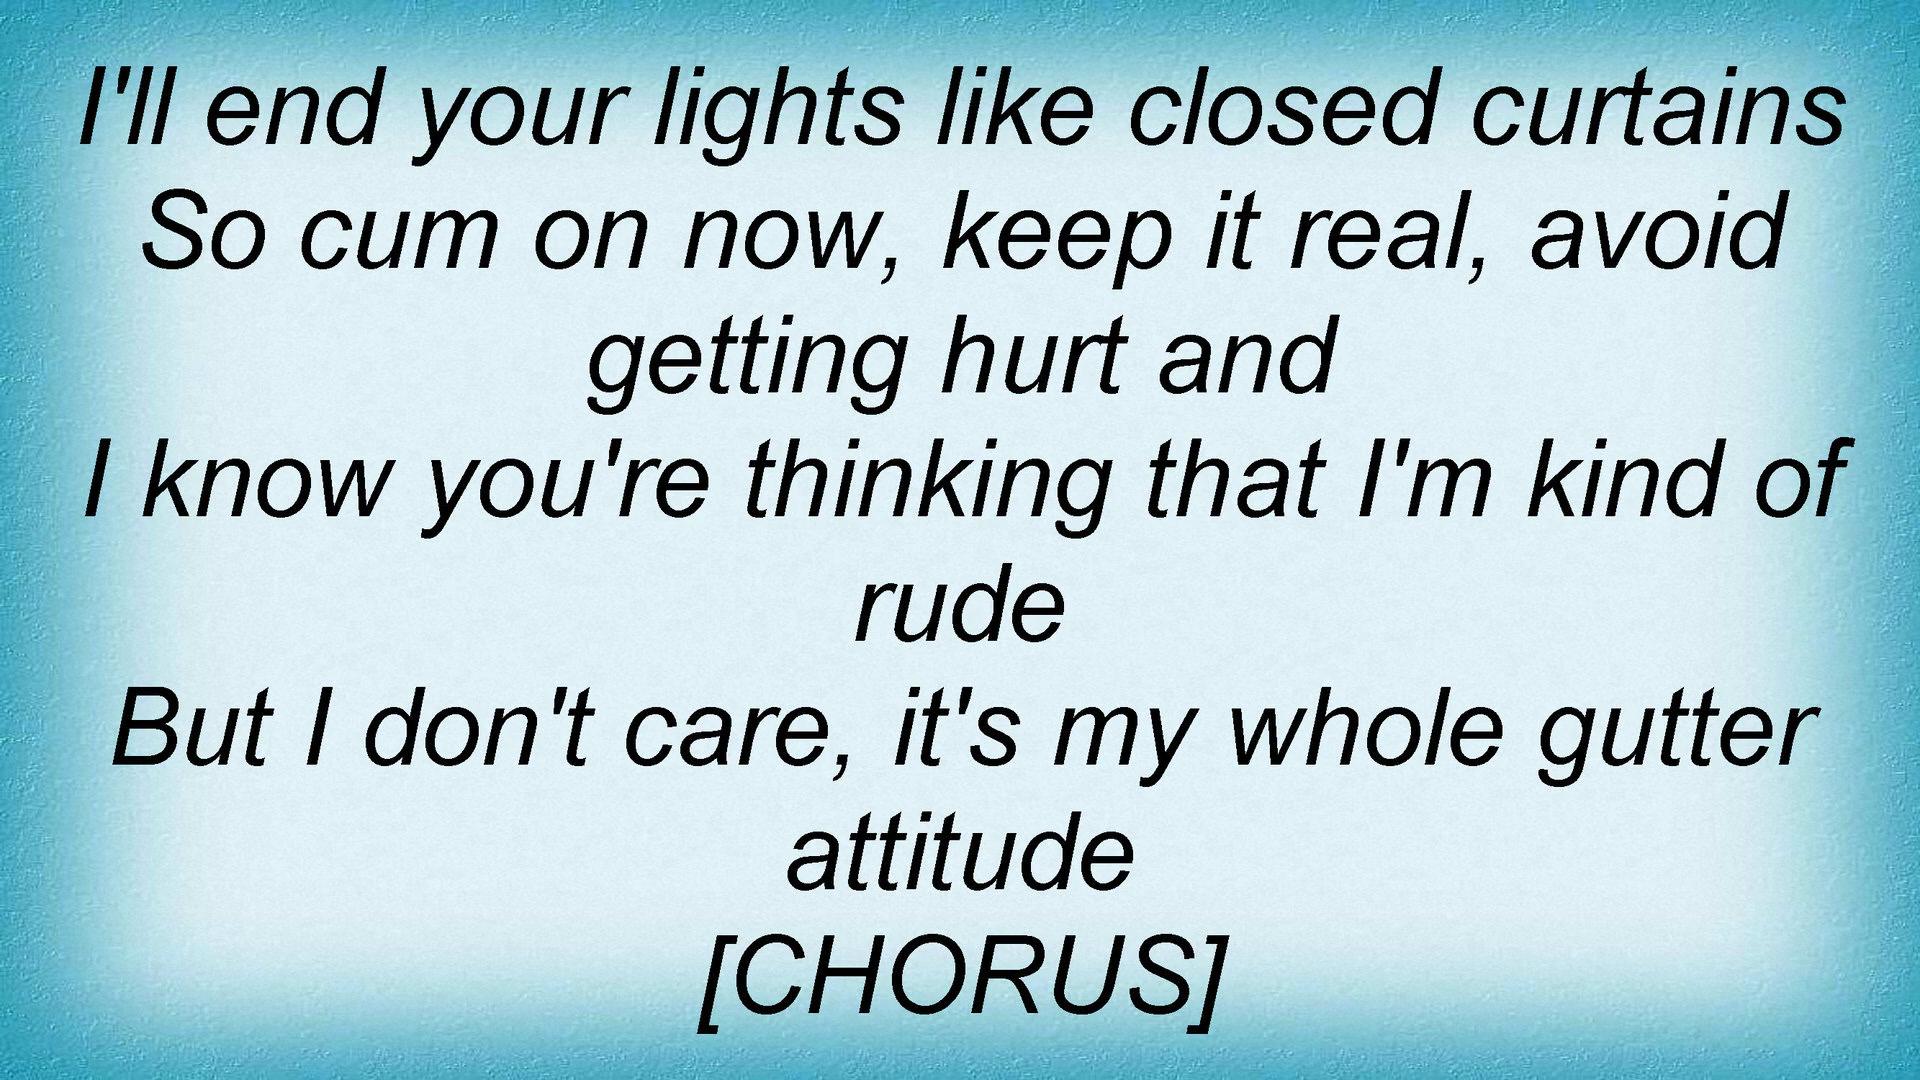 I'll end your lights like closed curtains
So cum on now, keep it real, avoid
getting hurt and
I know you're thinking that I'm kind of
rude
But I don't care, it's my whole gutter
attitude
[CHORUS]